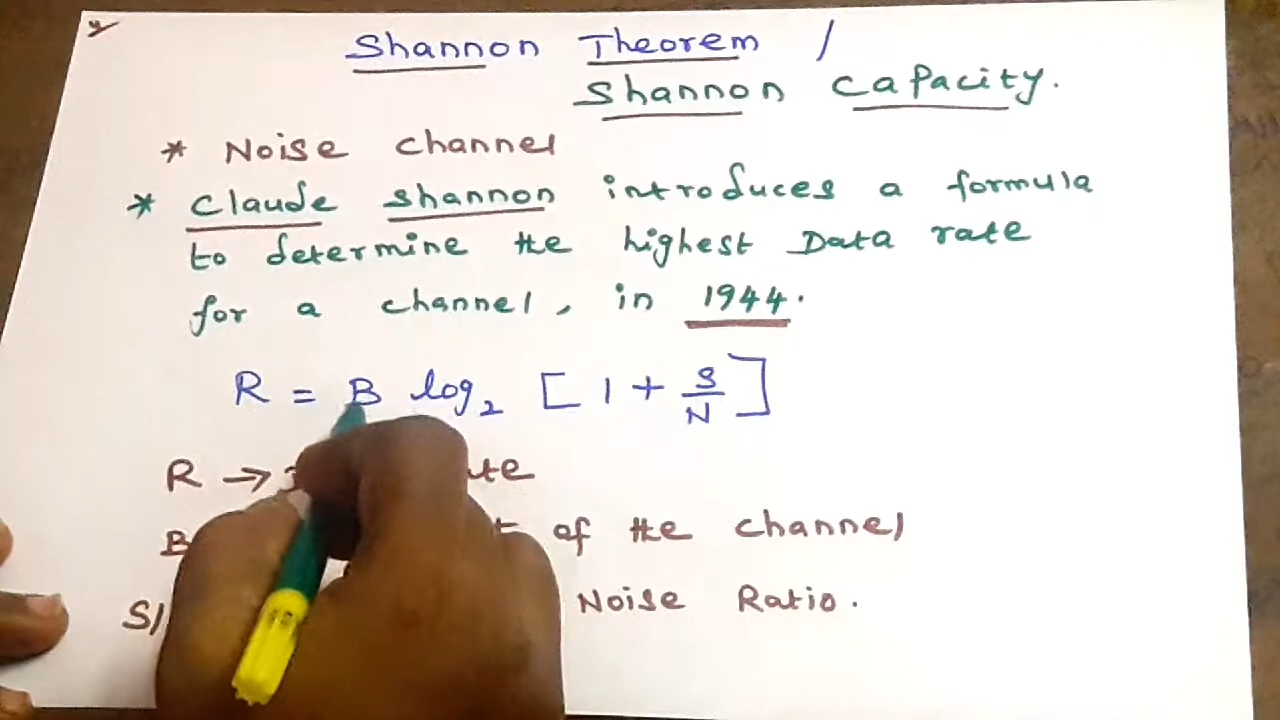 Shannon Theorem /
Shannon Capacity.
* Noise channel
* Claude Shannon introduces a formula
to determine the highest Data rate
for a channel, in 1944.
R = B log₂ [ 1 + S/N ]
R →
B of the channel
S/ Noise Ratio.